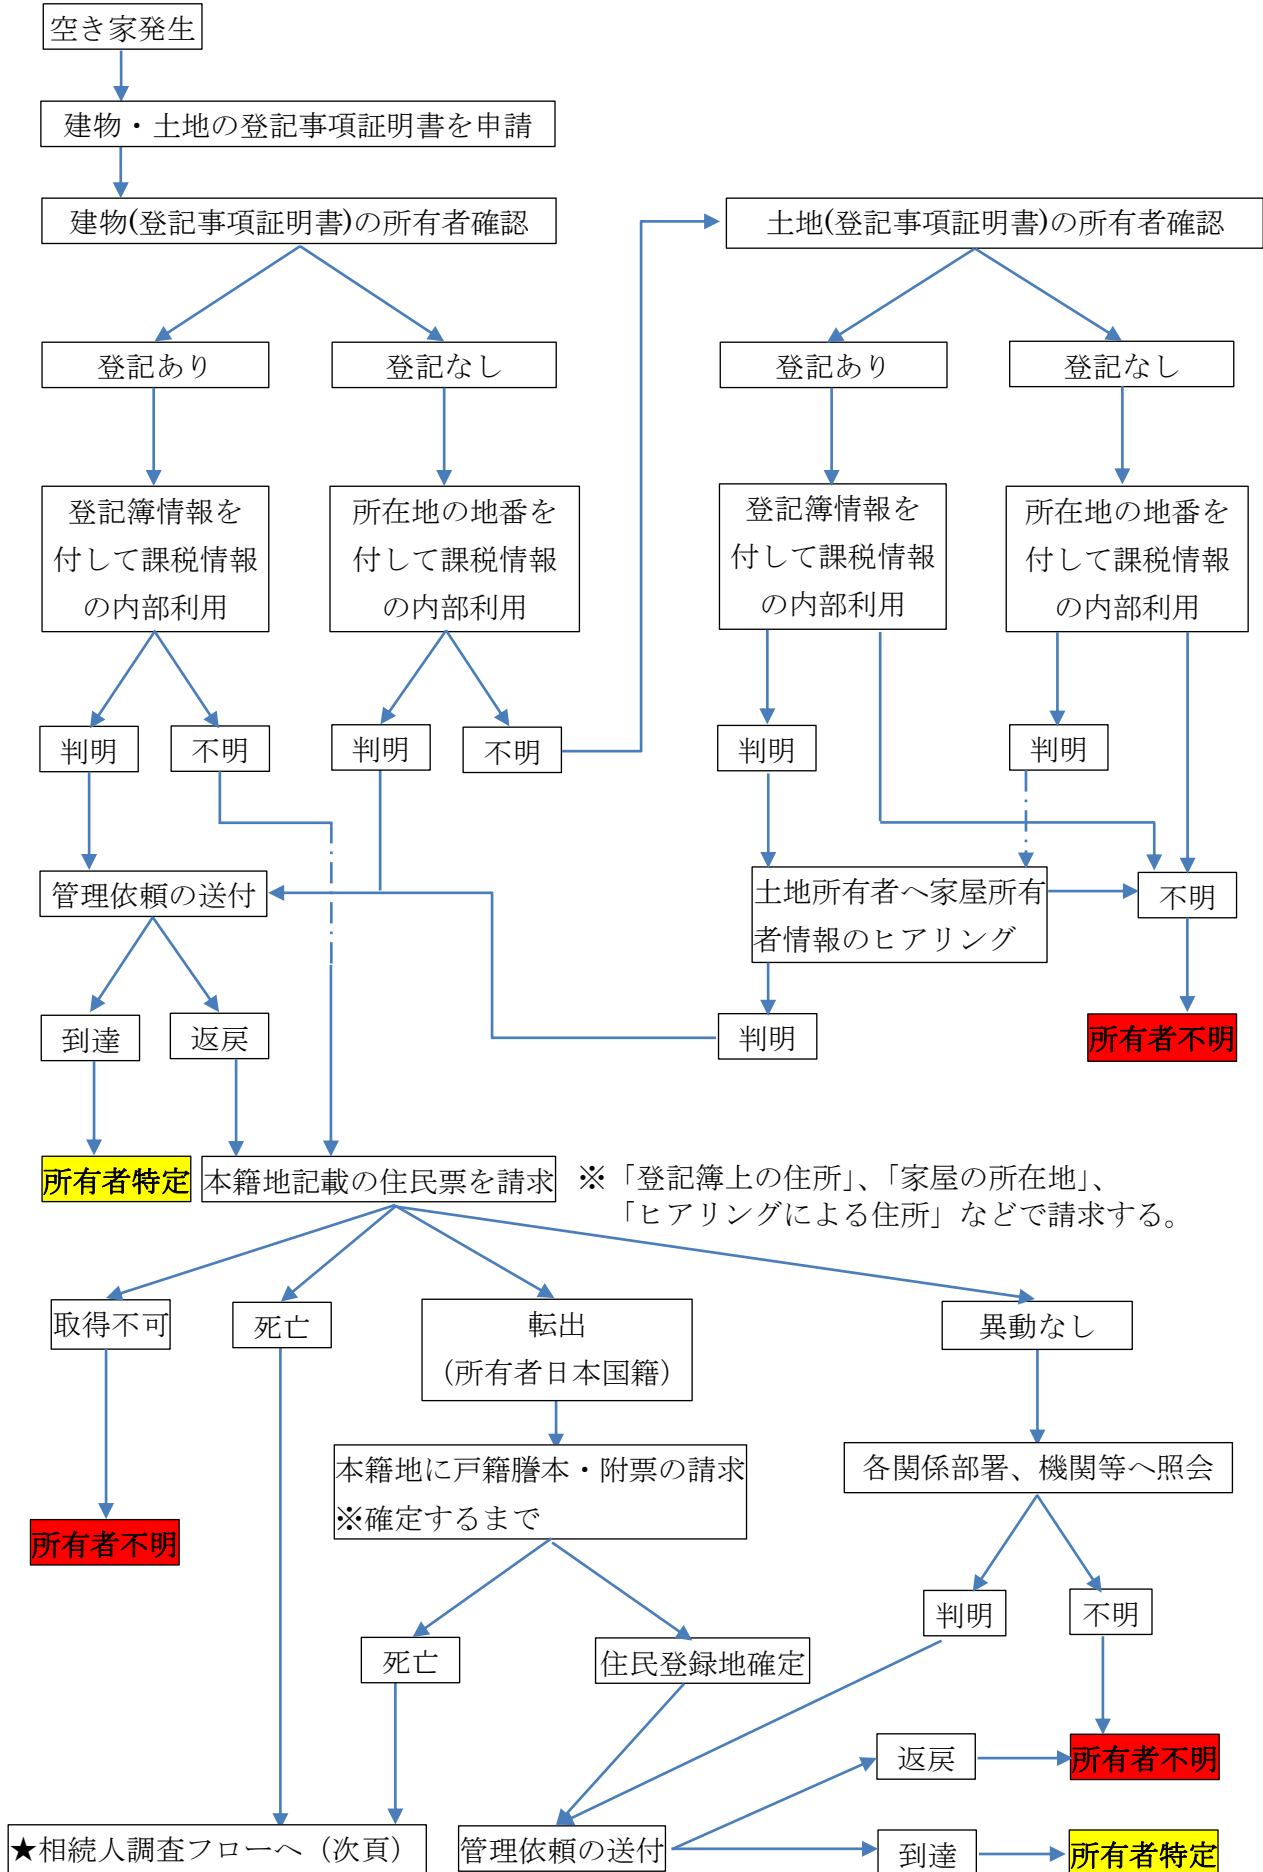 空き家発生
建物・土地の登記事項証明書を申請
建物(登記事項証明書)の所有者確認
土地(登記事項証明書)の所有者確認
登記あり
登記なし
登記あり
登記なし
登記簿情報を
付して課税情報
の内部利用
所在地の地番を
付して課税情報
の内部利用
登記簿情報を
付して課税情報
の内部利用
所在地の地番を
付して課税情報
の内部利用
判明
不明
判明
不明
判明
判明
管理依頼の送付
土地所有者へ家屋所有
者情報のヒアリング
不明
到達
返戻
判明
所有者不明
所有者特定
本籍地記載の住民票を請求
※「登記簿上の住所」、「家屋の所在地」、
「ヒアリングによる住所」などで請求する。
取得不可
死亡
転出
（所有者日本国籍）
異動なし
本籍地に戸籍謄本・附票の請求
※確定するまで
各関係部署、機関等へ照会
所有者不明
判明
不明
死亡
住民登録地確定
返戻
所有者不明
★相続人調査フローへ（次頁）
管理依頼の送付
到達
所有者特定